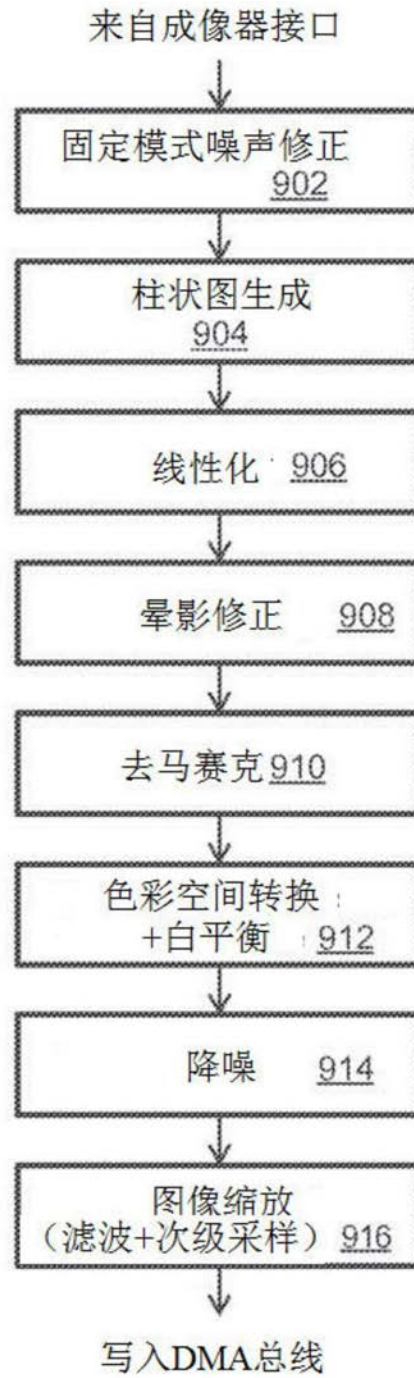 来自成像器接口
固定模式噪声修正
902
柱状图生成
904
线性化 906
晕影修正 908
去马赛克 910
色彩空间转换
+白平衡 912
降噪 914
图像缩放
（滤波+次级采样） 916
写入DMA总线